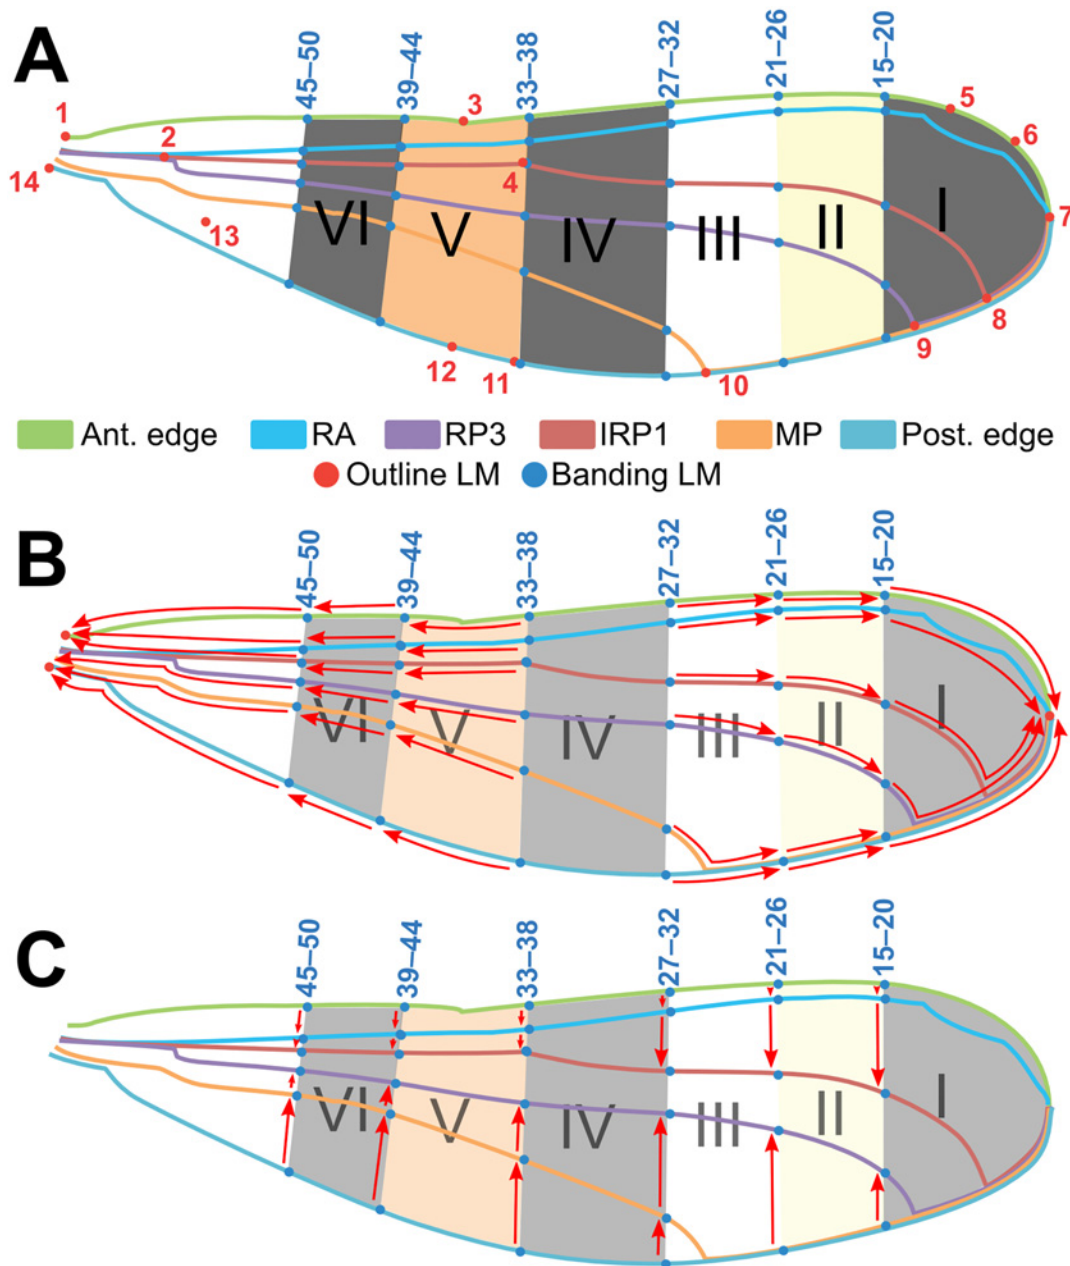 A
45–50
39–44
33–38
27–32
21–26
15–20
1
2
3
4
5
6
7
8
9
10
11
12
13
14
VI
V
IV
III
II
I
Ant. edge
RA
RP3
IRP1
MP
Post. edge
Outline LM
Banding LM
B
45–50
39–44
33–38
27–32
21–26
15–20
VI
V
IV
III
II
I
C
45–50
39–44
33–38
27–32
21–26
15–20
VI
V
IV
III
II
I